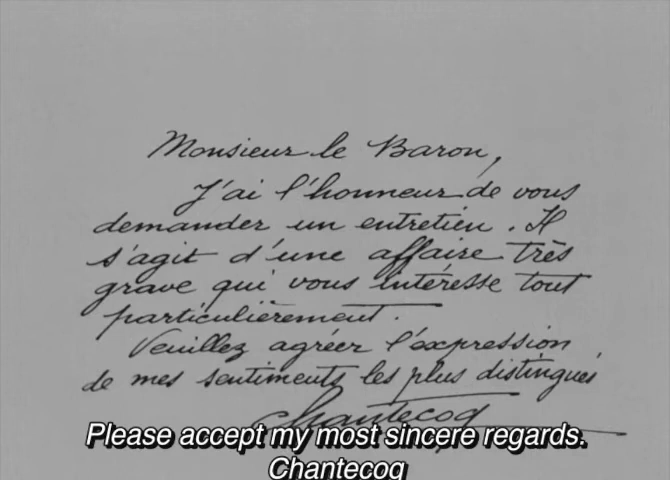 Monsieur le Baron,
J'ai l'honneur de vous
demander un entretien. Il
s'agit d'une affaire très
grave qui vous intéresse tout
particulièrement.
Veuillez agréer l'expression
de mes sentiments les plus distingués
Chantecoq
Please accept my most sincere regards.
Chantecoq